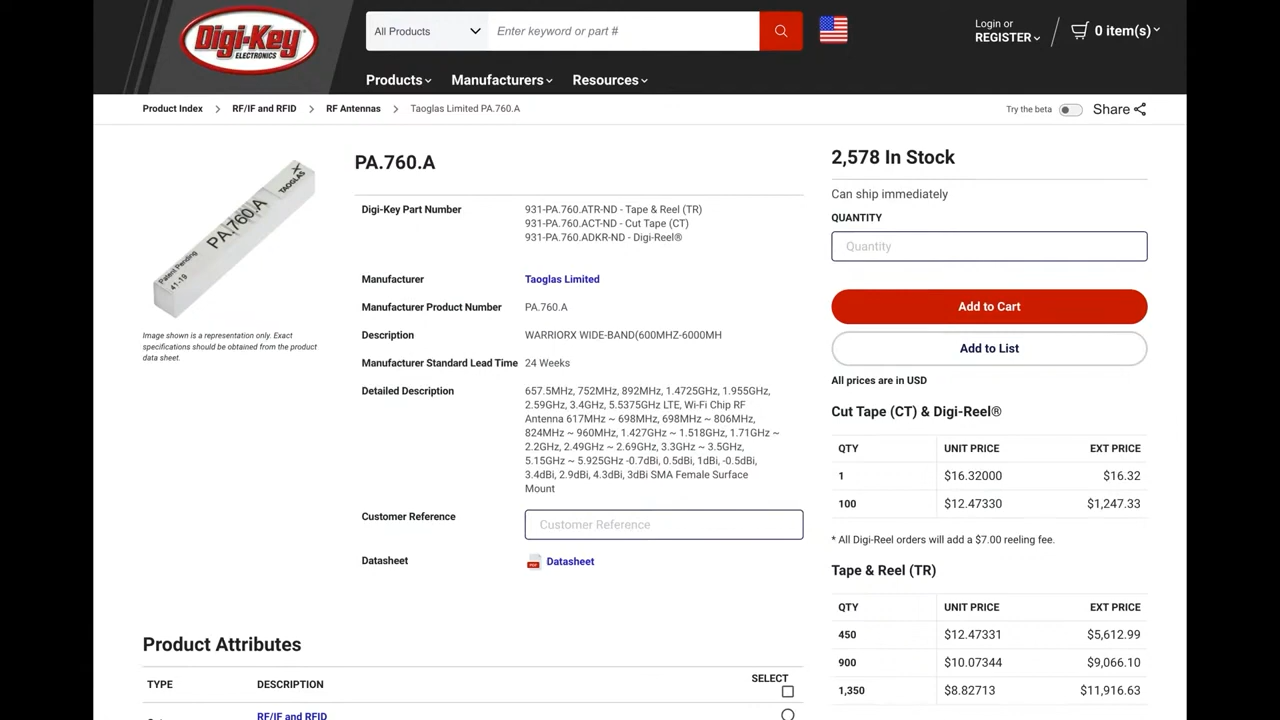 Digi-Key
ELECTRONICS
All Products
Enter keyword or part #
Login or
REGISTER
0 item(s)
Products
Manufacturers
Resources
Product Index
RF/IF and RFID
RF Antennas
Taoglas Limited PA.760.A
Try the beta
Share
TAOGLAS
PA.760.A
Patent Pending
41-19
Image shown is a representation only. Exact
specifications should be obtained from the product
data sheet.
PA.760.A
Digi-Key Part Number
931-PA.760.ATR-ND - Tape & Reel (TR)
931-PA.760.ACT-ND - Cut Tape (CT)
931-PA.760.ADKR-ND - Digi-Reel®
Manufacturer
Taoglas Limited
Manufacturer Product Number
PA.760.A
Description
WARRIORX WIDE-BAND(600MHZ-6000MH
Manufacturer Standard Lead Time
24 Weeks
Detailed Description
657.5MHz, 752MHz, 892MHz, 1.4725GHz, 1.955GHz,
2.59GHz, 3.4GHz, 5.5375GHz LTE, Wi-Fi Chip RF
Antenna 617MHz ~ 698MHz, 698MHz ~ 806MHz,
824MHz ~ 960MHz, 1.427GHz ~ 1.518GHz, 1.71GHz ~
2.2GHz, 2.49GHz ~ 2.69GHz, 3.3GHz ~ 3.5GHz,
5.15GHz ~ 5.925GHz -0.7dBi, 0.5dBi, 1dBi, -0.5dBi,
3.4dBi, 2.9dBi, 4.3dBi, 3dBi SMA Female Surface
Mount
Customer Reference
Customer Reference
Datasheet
PDF
Datasheet
Product Attributes
TYPE
DESCRIPTION
SELECT
RF/IF and RFID
2,578 In Stock
Can ship immediately
QUANTITY
Quantity
Add to Cart
Add to List
All prices are in USD
Cut Tape (CT) & Digi-Reel®
QTY UNIT PRICE EXT PRICE
1 $16.32000 $16.32
100 $12.47330 $1,247.33
* All Digi-Reel orders will add a $7.00 reeling fee.
Tape & Reel (TR)
QTY UNIT PRICE EXT PRICE
450 $12.47331 $5,612.99
900 $10.07344 $9,066.10
1,350 $8.82713 $11,916.63